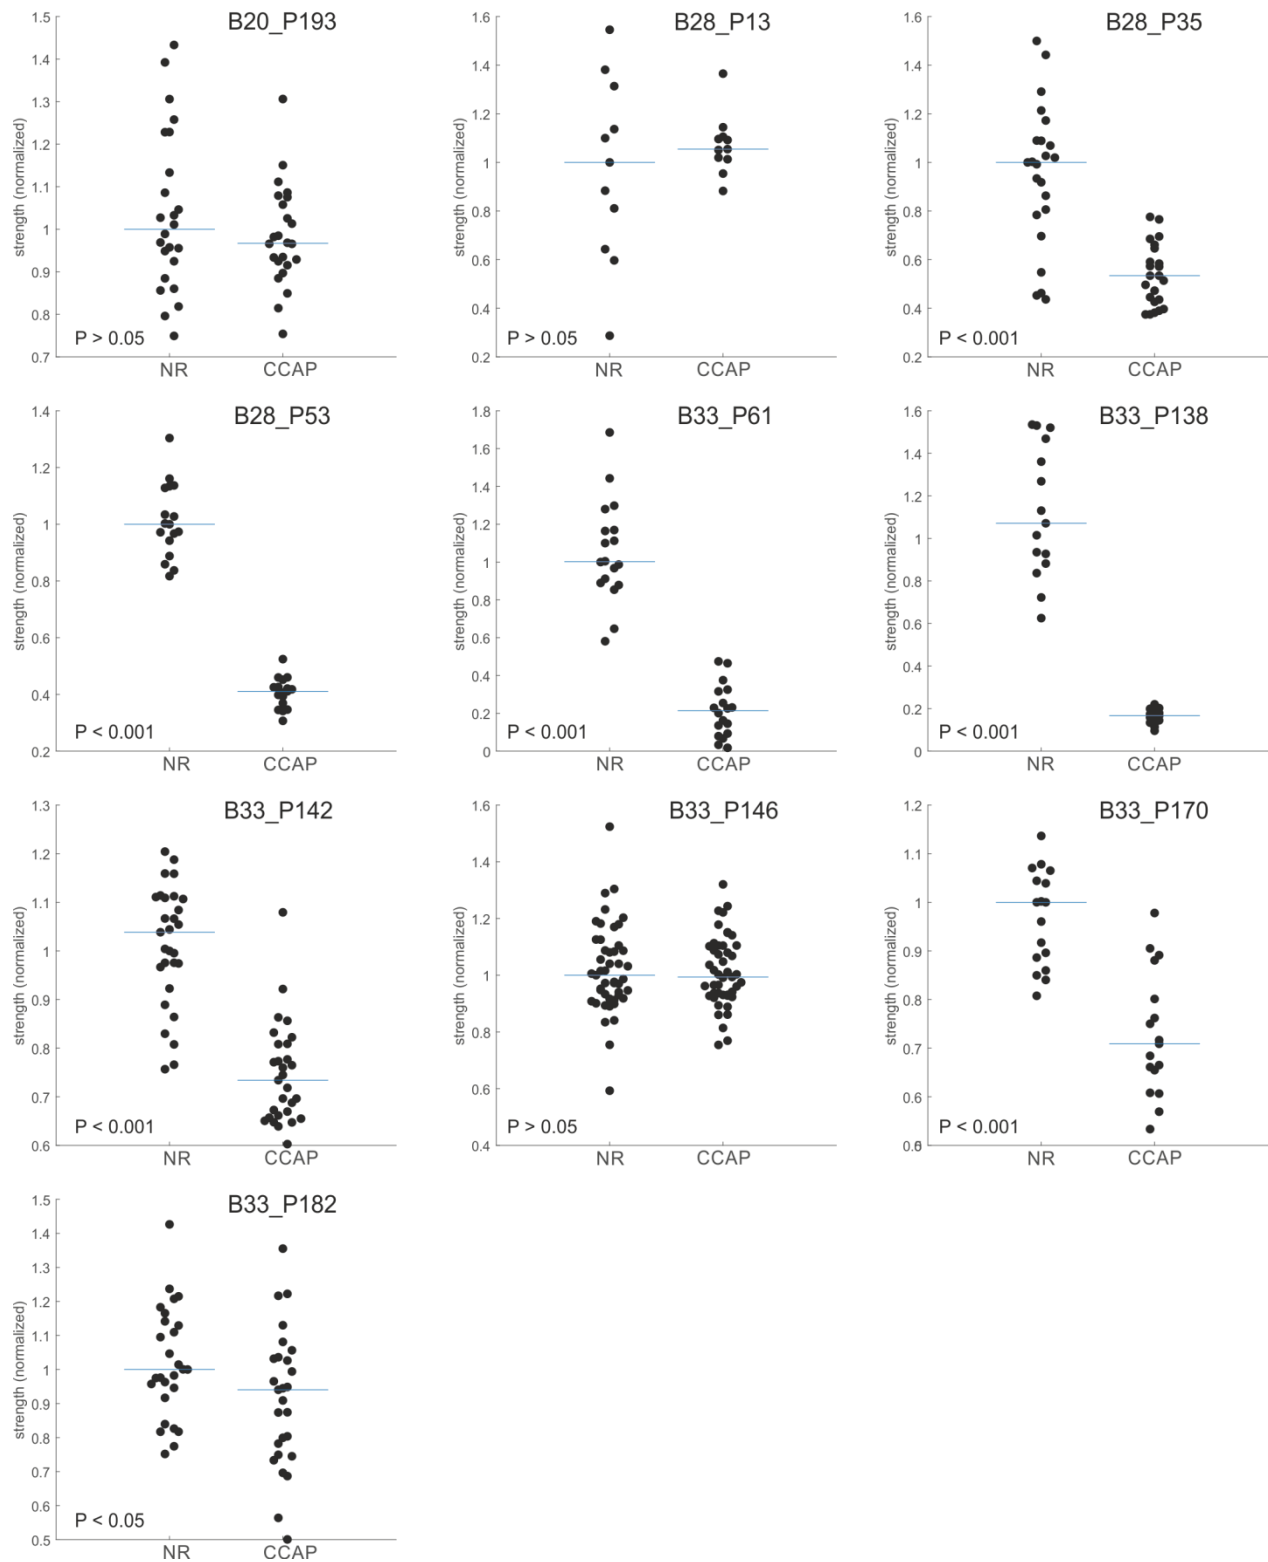 B20_P193
strength (normalized)
1.5
1.4
1.3
1.2
1.1
1
0.9
0.8
0.7
P > 0.05
NR CCAP
B28_P13
strength (normalized)
1.6
1.4
1.2
1
0.8
0.6
0.4
0.2
P > 0.05
NR CCAP
B28_P35
strength (normalized)
1.6
1.4
1.2
1
0.8
0.6
0.4
0.2
P < 0.001
NR CCAP
B28_P53
strength (normalized)
1.4
1.2
1
0.8
0.6
0.4
0.2
P < 0.001
NR CCAP
B33_P61
strength (normalized)
1.8
1.6
1.4
1.2
1
0.8
0.6
0.4
0.2
0
P < 0.001
NR CCAP
B33_P138
strength (normalized)
1.6
1.4
1.2
1
0.8
0.6
0.4
0.2
0
P < 0.001
NR CCAP
B33_P142
strength (normalized)
1.3
1.2
1.1
1
0.9
0.8
0.7
0.6
P < 0.001
NR CCAP
B33_P146
strength (normalized)
1.6
1.4
1.2
1
0.8
0.6
0.4
P > 0.05
NR CCAP
B33_P170
strength (normalized)
1.2
1.1
1
0.9
0.8
0.7
0.6
P < 0.001
NR CCAP
B33_P182
strength (normalized)
1.5
1.4
1.3
1.2
1.1
1
0.9
0.8
0.7
0.6
0.5
P < 0.05
NR CCAP